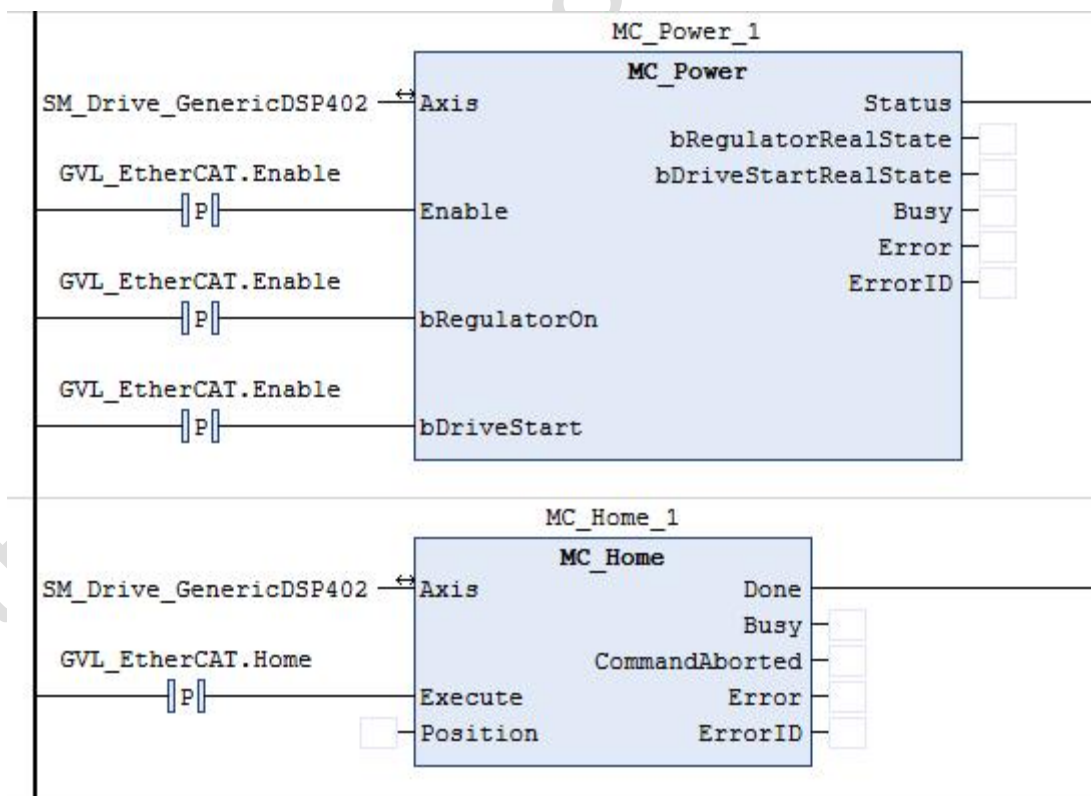 MC_Power_1
MC_Power
SM_Drive_GenericDSP402 Axis Status
bRegulatorRealState
GVL_EtherCAT.Enable bDriveStartRealState
P Enable Busy
Error
GVL_EtherCAT.Enable ErrorID
P bRegulatorOn
GVL_EtherCAT.Enable
P bDriveStart
MC_Home_1
MC_Home
SM_Drive_GenericDSP402 Axis Done
Busy
GVL_EtherCAT.Home CommandAborted
P Execute Error
Position ErrorID